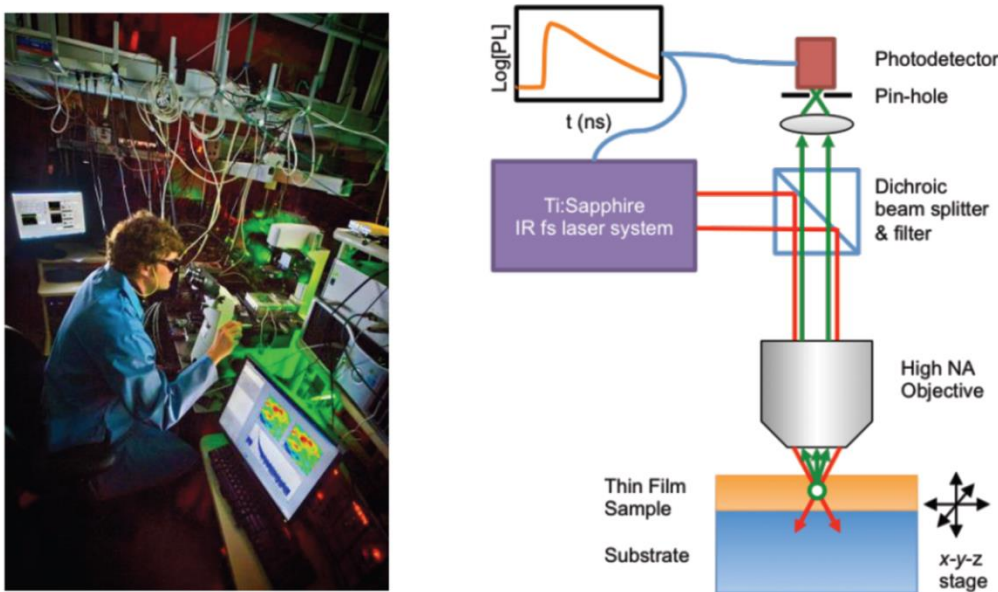 Log[PL]
t (ns)
Photodetector
Pin-hole
Ti:Sapphire
IR fs laser system
Dichroic
beam splitter
& filter
High NA
Objective
Thin Film
Sample
Substrate
x-y-z
stage